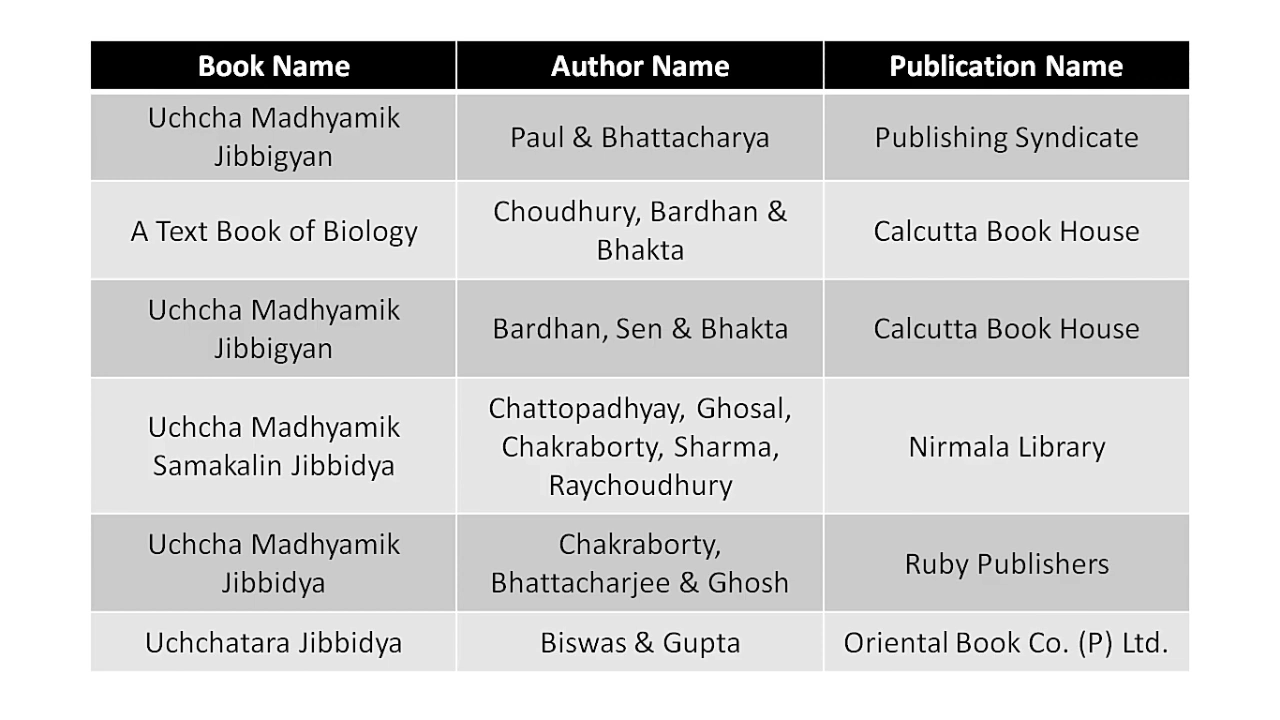 Book Name
Author Name
Publication Name
Uchcha Madhyamik
Jibbigyan
Paul & Bhattacharya
Publishing Syndicate
A Text Book of Biology
Choudhury, Bardhan &
Bhakta
Calcutta Book House
Uchcha Madhyamik
Jibbigyan
Bardhan, Sen & Bhakta
Calcutta Book House
Uchcha Madhyamik
Samakalin Jibbidya
Chattopadhyay, Ghosal,
Chakraborty, Sharma,
Raychoudhury
Nirmala Library
Uchcha Madhyamik
Jibbidya
Chakraborty,
Bhattacharjee & Ghosh
Ruby Publishers
Uchchatara Jibbidya
Biswas & Gupta
Oriental Book Co. (P) Ltd.